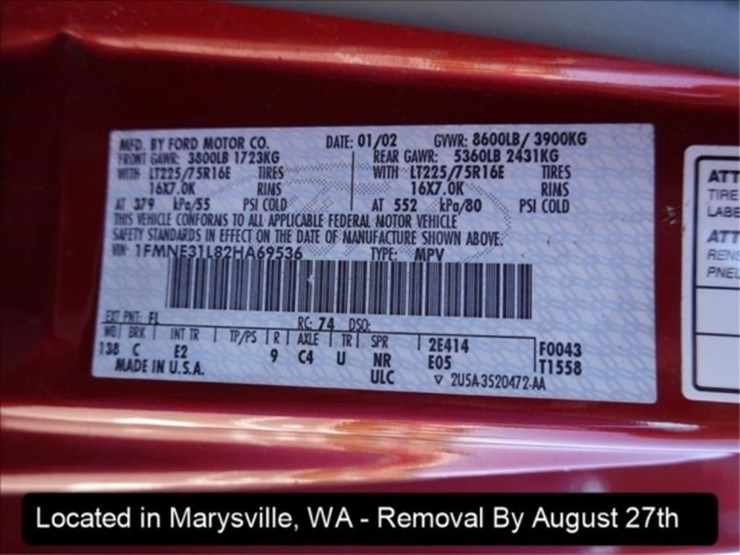 MFD. BY FORD MOTOR CO. DATE: 01/02 GVWR: 8600LB/ 3900KG
FRONT GAWR: 3800LB 1723KG REAR GAWR: 5360LB 2431KG
WITH LT225/75R16E TIRES WITH LT225/75R16E TIRES
16X7.0K RIMS 16X7.0K RIMS
AT 379 kPa/55 PSI COLD AT 552 kPa/80 PSI COLD
THIS VEHICLE CONFORMS TO ALL APPLICABLE FEDERAL MOTOR VEHICLE
SAFETY STANDARDS IN EFFECT ON THE DATE OF MANUFACTURE SHOWN ABOVE.
VIN: 1FMNE31L82HA69536 TYPE: MPV
EXT PNT: FL RC: 74 DSO:
WB BRK INT TR TP/PS R AXLE TR SPR 2E414 F0043
138 C E2 9 C4 U NR E05 T1558
MADE IN U.S.A. ULC ▽ 2U5A-3520472-AA
ATT
TIRE
LABE
ATT
RENS
PNEU
Located in Marysville, WA - Removal By August 27th